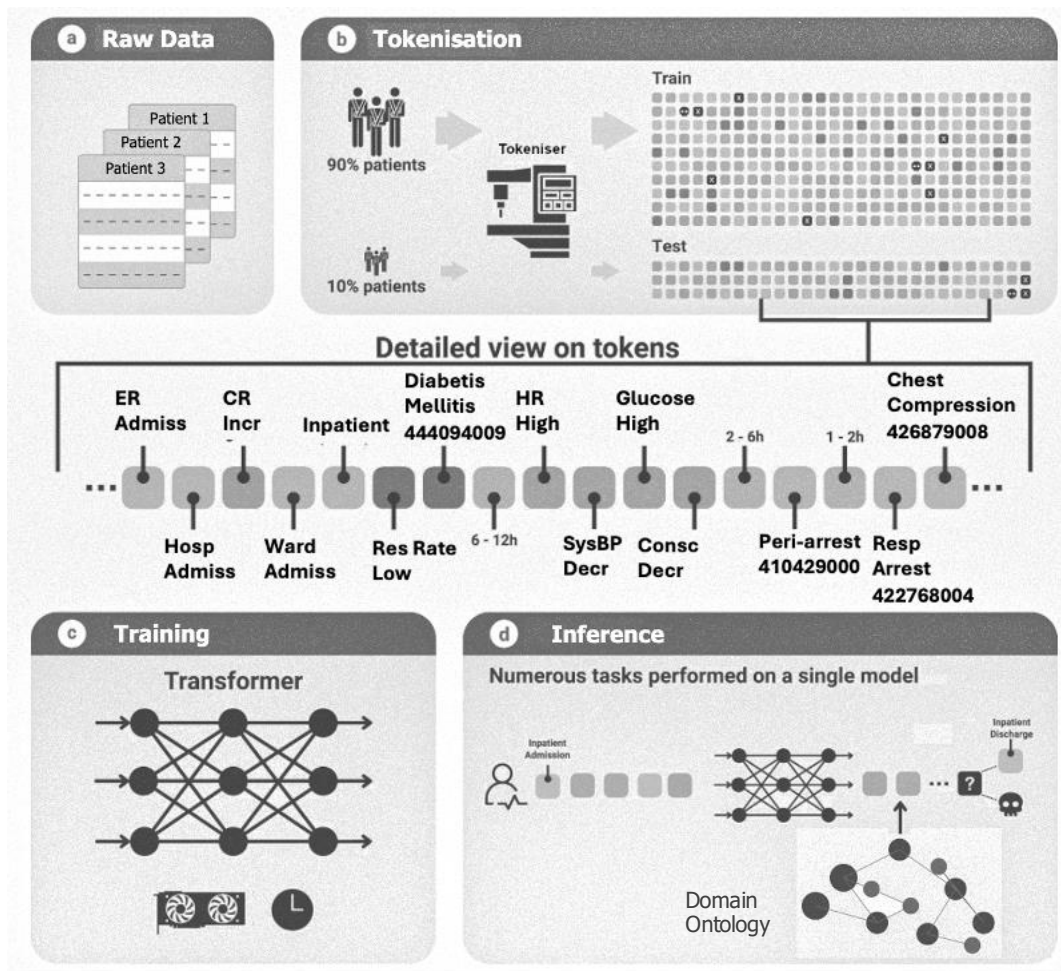 a Raw Data
Patient 1
Patient 2
Patient 3
b Tokenisation
90% patients
10% patients
Tokeniser
Train
Test
Detailed view on tokens
ER
Admiss
CR
Incr
Inpatient
Diabetis
Mellitis
444094009
HR
High
Glucose
High
2 - 6h
1 - 2h
Chest
Compression
426879008
Hosp
Admiss
Ward
Admiss
Res Rate
Low
6 - 12h
SysBP
Decr
Consc
Decr
Peri-arrest
410429000
Resp
Arrest
422768004
c Training
Transformer
d Inference
Numerous tasks performed on a single model
Inpatient
Admission
Inpatient
Discharge
?
Domain
Ontology